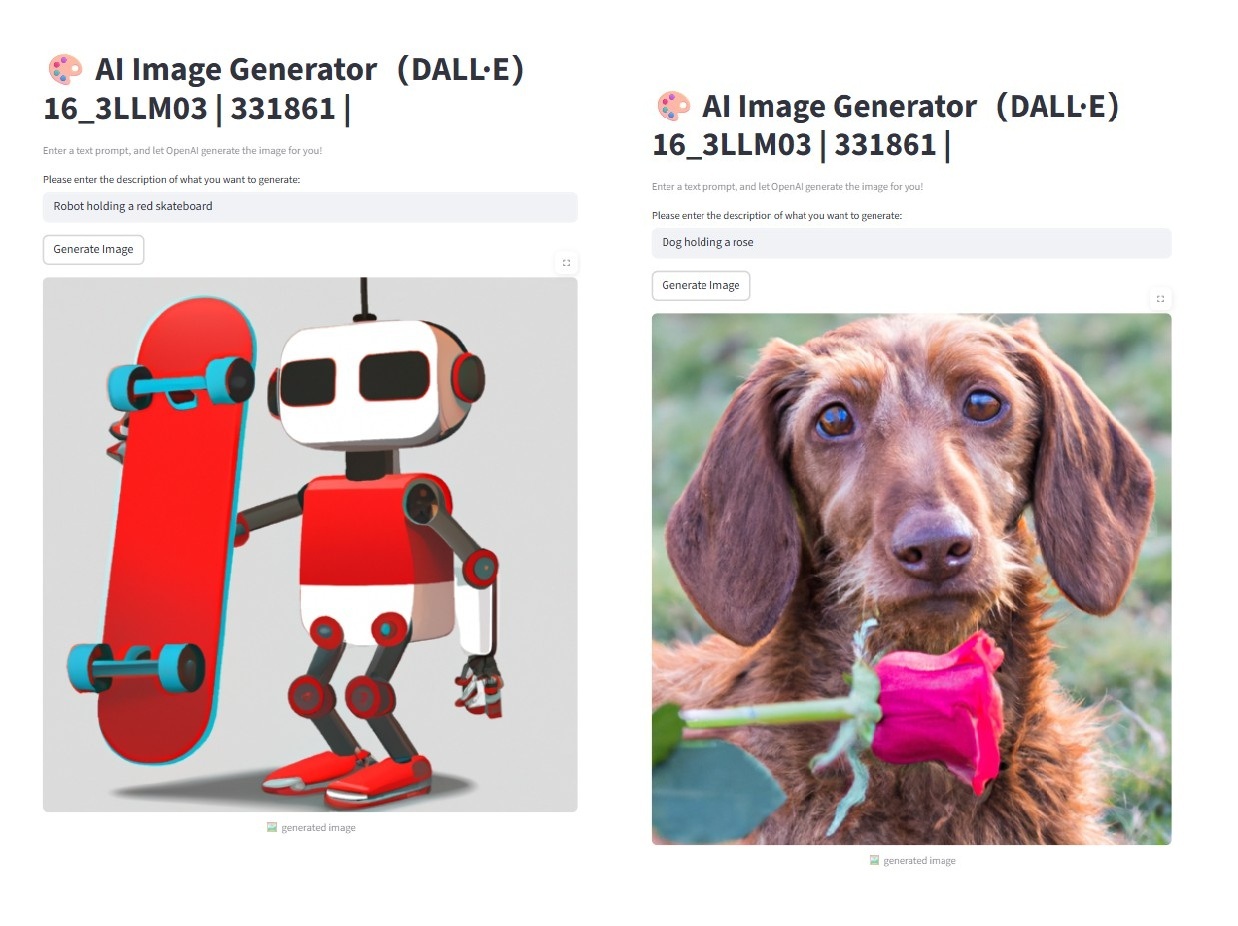 🎨 AI Image Generator（DALL·E）
16_3LLM03 | 331861 |
Enter a text prompt, and let OpenAI generate the image for you!
Please enter the description of what you want to generate:
Robot holding a red skateboard
Generate Image
generated image
🎨 AI Image Generator（DALL·E）
16_3LLM03 | 331861 |
Enter a text prompt, and let OpenAI generate the image for you!
Please enter the description of what you want to generate:
Dog holding a rose
Generate Image
generated image